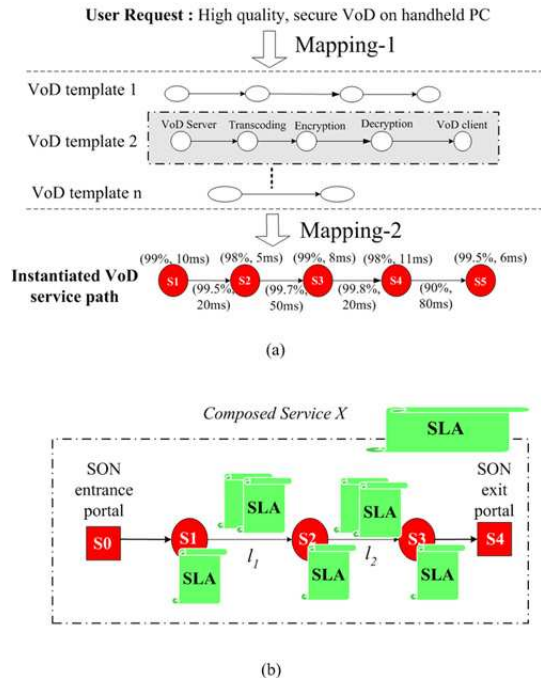 User Request : High quality, secure VoD on handheld PC
Mapping-1
VoD template 1
VoD Server Transcoding Encryption Decryption VoD client
VoD template 2
VoD template n
Mapping-2
(99%, 10ms) (98%, 5ms) (99%, 8ms) (98%, 11ms) (99.5%, 6ms)
Instantiated VoD
service path
S1 S2 S3 S4 S5
(99.5%, 20ms)
(99.7%, 50ms)
(99.8%, 20ms)
(90%, 80ms)
(a)
Composed Service X
SLA
SON entrance portal
SON exit portal
SLA
SLA
S0 S1 S2 S3 S4
l1 l2
SLA SLA SLA
(b)